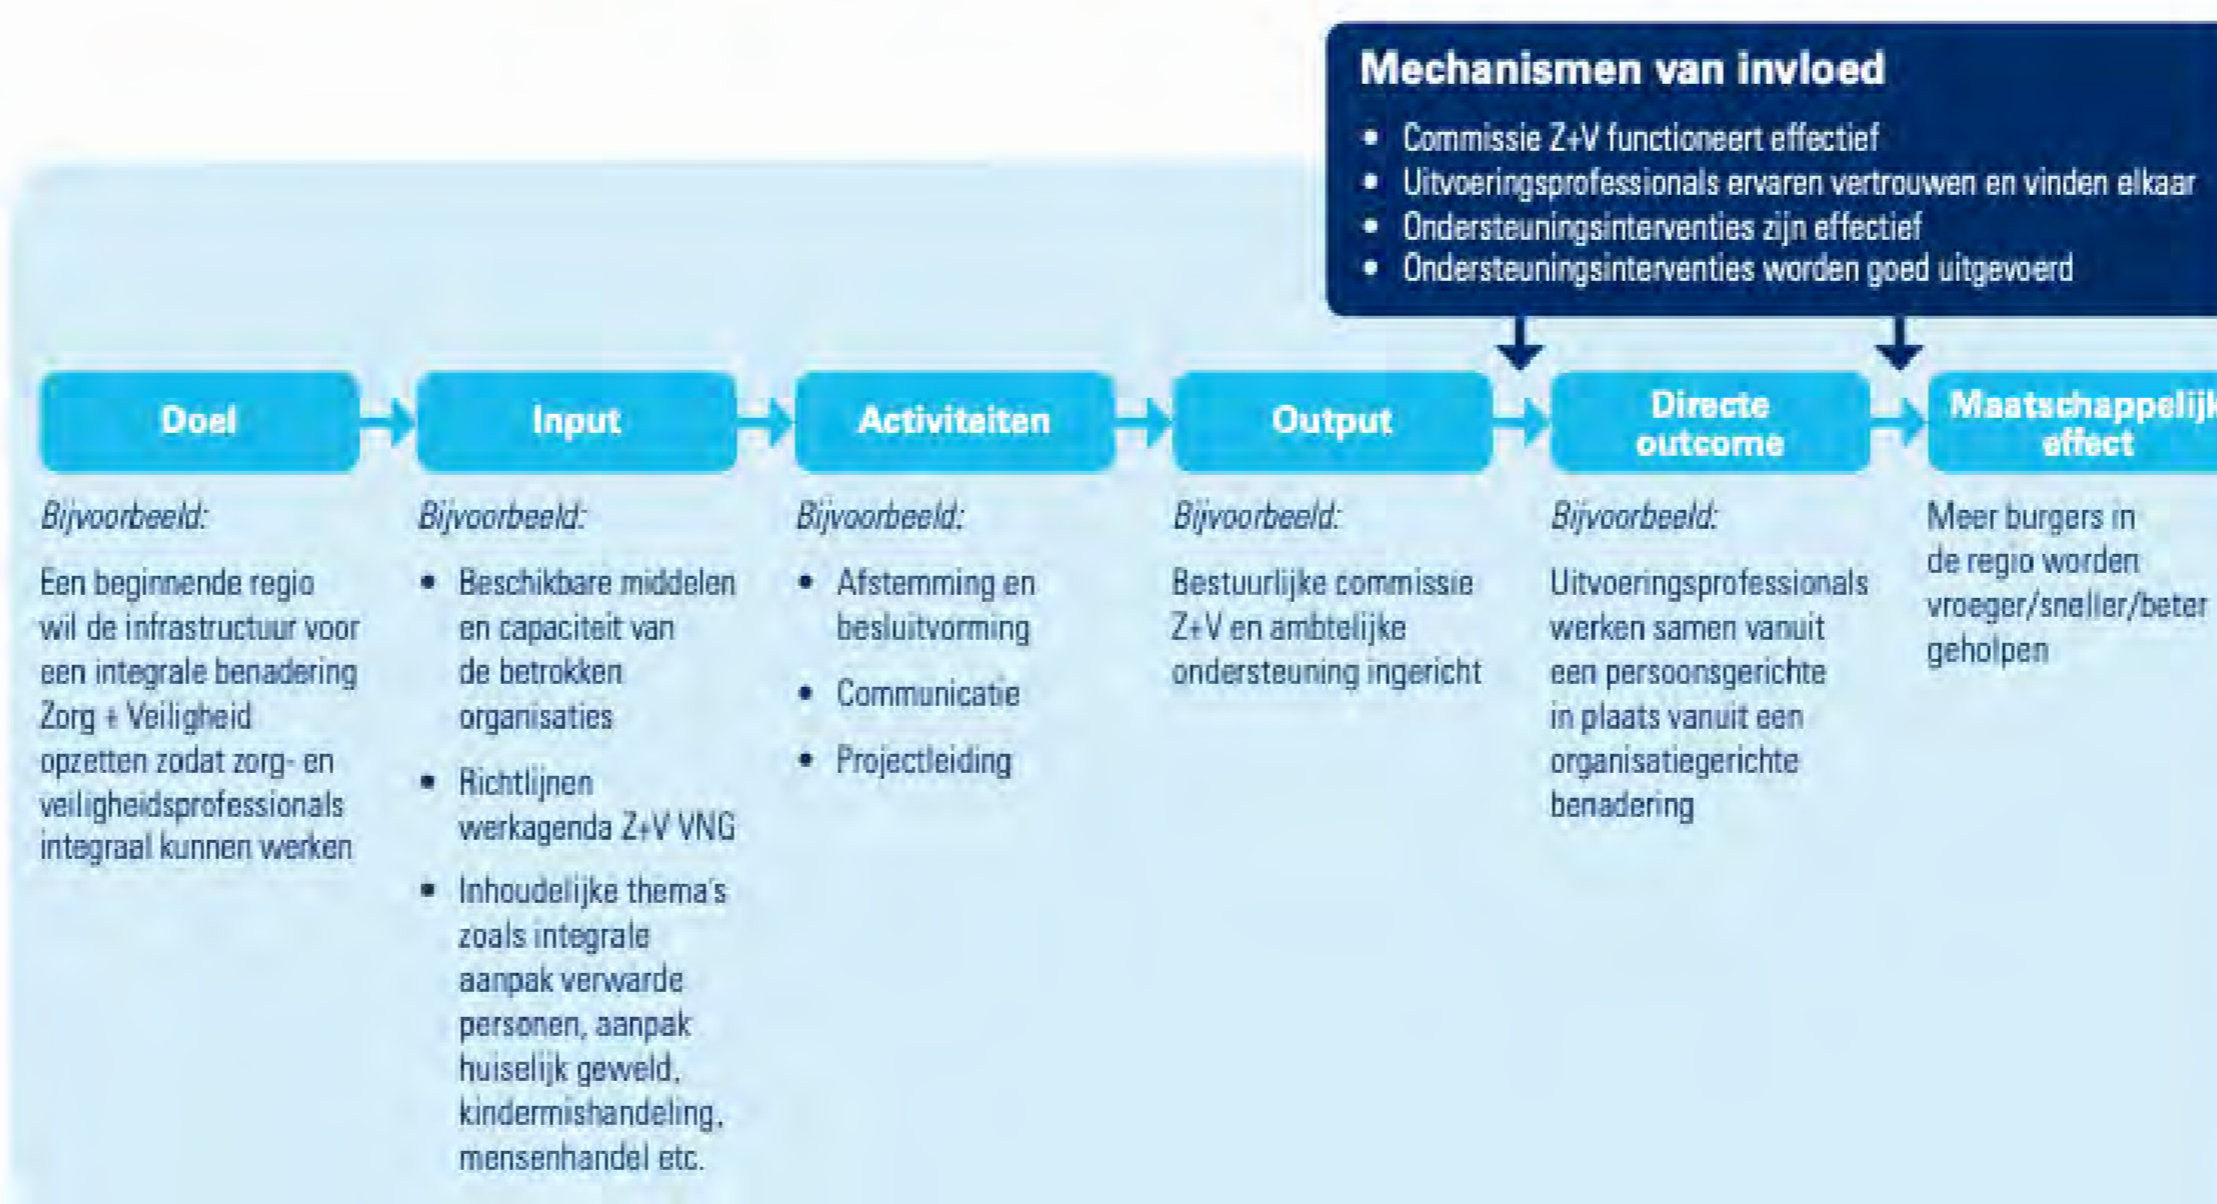 Mechanismen van invloed
• Commissie Z+V functioneert effectief
• Uitvoeringsprofessionals ervaren vertrouwen en vinden elkaar
• Ondersteuningsinterventies zijn effectief
• Ondersteuningsinterventies worden goed uitgevoerd
Doel
Bijvoorbeeld:
Een beginnende regio
wil de infrastructuur voor
een integrale benadering
Zorg + Veiligheid
opzetten zodat zorg- en
veiligheidsprofessionals
integraal kunnen werken
Input
Bijvoorbeeld:
• Beschikbare middelen
en capaciteit van
de betrokken
organisaties
• Richtlijnen
werkagenda Z+V VNG
• Inhoudelijke thema's
zoals integrale
aanpak verwarde
personen, aanpak
huiselijk geweld,
kindermishandeling,
mensenhandel etc.
Activiteiten
Bijvoorbeeld:
• Afstemming en
besluitvorming
• Communicatie
• Projectleiding
Output
Bijvoorbeeld:
Bestuurlijke commissie
Z+V en ambtelijke
ondersteuning ingericht
Directe
outcome
Bijvoorbeeld:
Uitvoeringsprofessionals
werken samen vanuit
een persoonsgerichte
in plaats vanuit een
organisatiegerichte
benadering
Maatschappelijk
effect
Meer burgers in
de regio worden
vroeger/sneller/beter
geholpen